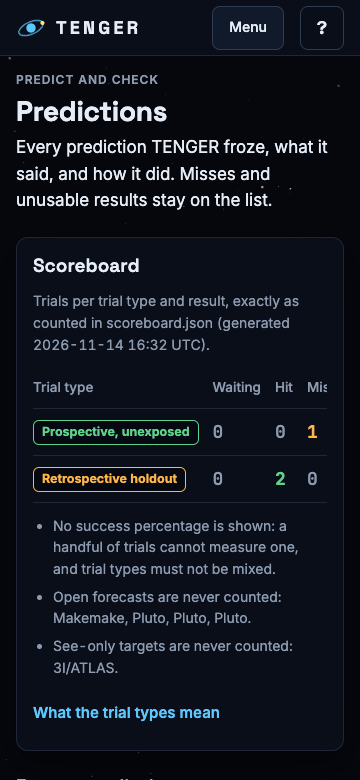 TENGER
Menu
?
PREDICT AND CHECK
Predictions
Every prediction TENGER froze, what it
said, and how it did. Misses and
unusable results stay on the list.
Scoreboard
Trials per trial type and result, exactly as
counted in scoreboard.json (generated
2026-11-14 16:32 UTC).
Trial type Waiting Hit Mis
Prospective, unexposed 0 0 1
Retrospective holdout 0 2 0
• No success percentage is shown: a
handful of trials cannot measure one,
and trial types must not be mixed.
• Open forecasts are never counted:
Makemake, Pluto, Pluto, Pluto.
• See-only targets are never counted:
3I/ATLAS.
What the trial types mean